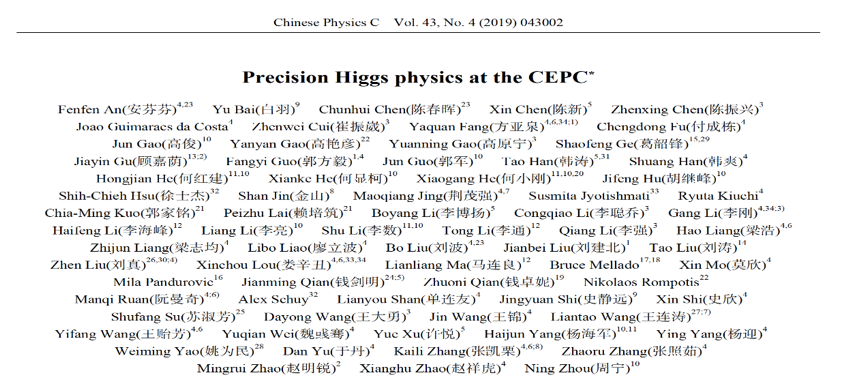 Chinese Physics C Vol. 43, No. 4 (2019) 043002
Precision Higgs physics at the CEPC*
Fenfen An(安芬芬)4,23 Yu Bai(白羽)9 Chunhui Chen(陈春晖)23 Xin Chen(陈新)5 Zhenxing Chen(陈振兴)3
Joao Guimaraes da Costa4 Zhenwei Cui(崔振崴)3 Yaquan Fang(方亚泉)4,6,34;1) Chengdong Fu(付成栋)4
Jun Gao(高俊)10 Yanyan Gao(高艳彦)22 Yuanning Gao(高原宁)3 Shaofeng Ge(葛韶锋)15,29
Jiayin Gu(顾嘉荫)13;2) Fangyi Guo(郭方毅)1,4 Jun Guo(郭军)10 Tao Han(韩涛)5,31 Shuang Han(韩爽)4
Hongjian He(何红建)11,10 Xianke He(何显柯)10 Xiaogang He(何小刚)11,10,20 Jifeng Hu(胡继峰)10
Shih-Chieh Hsu(徐士杰)32 Shan Jin(金山)8 Maoqiang Jing(荆茂强)4,7 Susmita Jyotishmati33 Ryuta Kiuchi4
Chia-Ming Kuo(郭家铭)21 Peizhu Lai(赖培筑)21 Boyang Li(李博扬)5 Congqiao Li(李聪乔)3 Gang Li(李刚)4,34;3)
Haifeng Li(李海峰)12 Liang Li(李亮)10 Shu Li(李数)11,10 Tong Li(李通)12 Qiang Li(李强)3 Hao Liang(梁浩)4,6
Zhijun Liang(梁志均)4 Libo Liao(廖立波)4 Bo Liu(刘波)4,23 Jianbei Liu(刘建北)1 Tao Liu(刘涛)14
Zhen Liu(刘真)26,30;4) Xinchou Lou(娄辛丑)4,6,33,34 Lianliang Ma(马连良)12 Bruce Mellado17,18 Xin Mo(莫欣)4
Mila Pandurovic16 Jianming Qian(钱剑明)24;5) Zhuoni Qian(钱卓妮)19 Nikolaos Rompotis22
Manqi Ruan(阮曼奇)4;6) Alex Schuy32 Lianyou Shan(单连友)4 Jingyuan Shi(史静远)9 Xin Shi(史欣)4
Shufang Su(苏淑芳)25 Dayong Wang(王大勇)3 Jin Wang(王锦)4 Liantao Wang(王连涛)27;7)
Yifang Wang(王贻芳)4,6 Yuqian Wei(魏彧骞)4 Yue Xu(许悦)5 Haijun Yang(杨海军)10,11 Ying Yang(杨迎)4
Weiming Yao(姚为民)28 Dan Yu(于丹)4 Kaili Zhang(张凯栗)4,6;8) Zhaoru Zhang(张照茹)4
Mingrui Zhao(赵明锐)2 Xianghu Zhao(赵祥虎)4 Ning Zhou(周宁)10